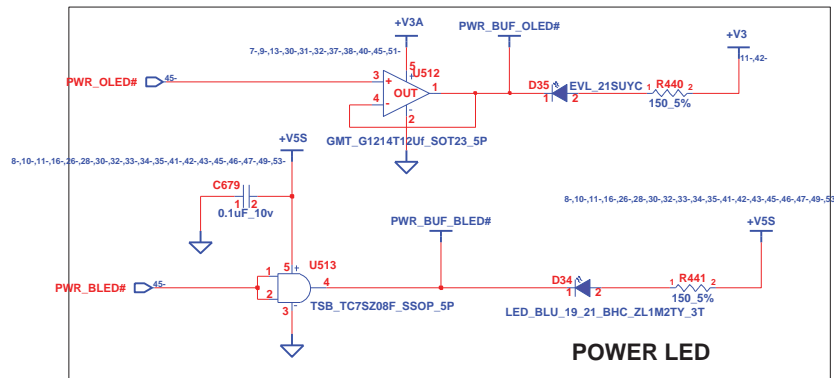 +V3A
PWR_BUF_OLED#
+V3
7-,9-,13-,30-,31-,32-,37-,38-,40-,45-,51-
11-,42-
PWR_OLED#
45-
5
+
U512
3
+
OUT
1
4
-
-
2
D35
EVL_21SUYC
1
2
1
R440
2
150_5%
GMT_G1214T12Uf_SOT23_5P
+V5S
8-,10-,11-,16-,26-,28-,30-,32-,33-,34-,35-,41-,42-,43-,45-,46-,47-,49-,53-
C679
1
2
0.1uF_10v
8-,10-,11-,16-,26-,28-,30-,32-,33-,34-,35-,41-,42-,43-,45-,46-,47-,49-,53
PWR_BUF_BLED#
+V5S
PWR_BLED#
45-
5
+
U513
1
2
4
3
-
TSB_TC7SZ08F_SSOP_5P
D34
1
2
LED_BLU_19_21_BHC_ZL1M2TY_3T
1
R441
2
150_5%
POWER LED